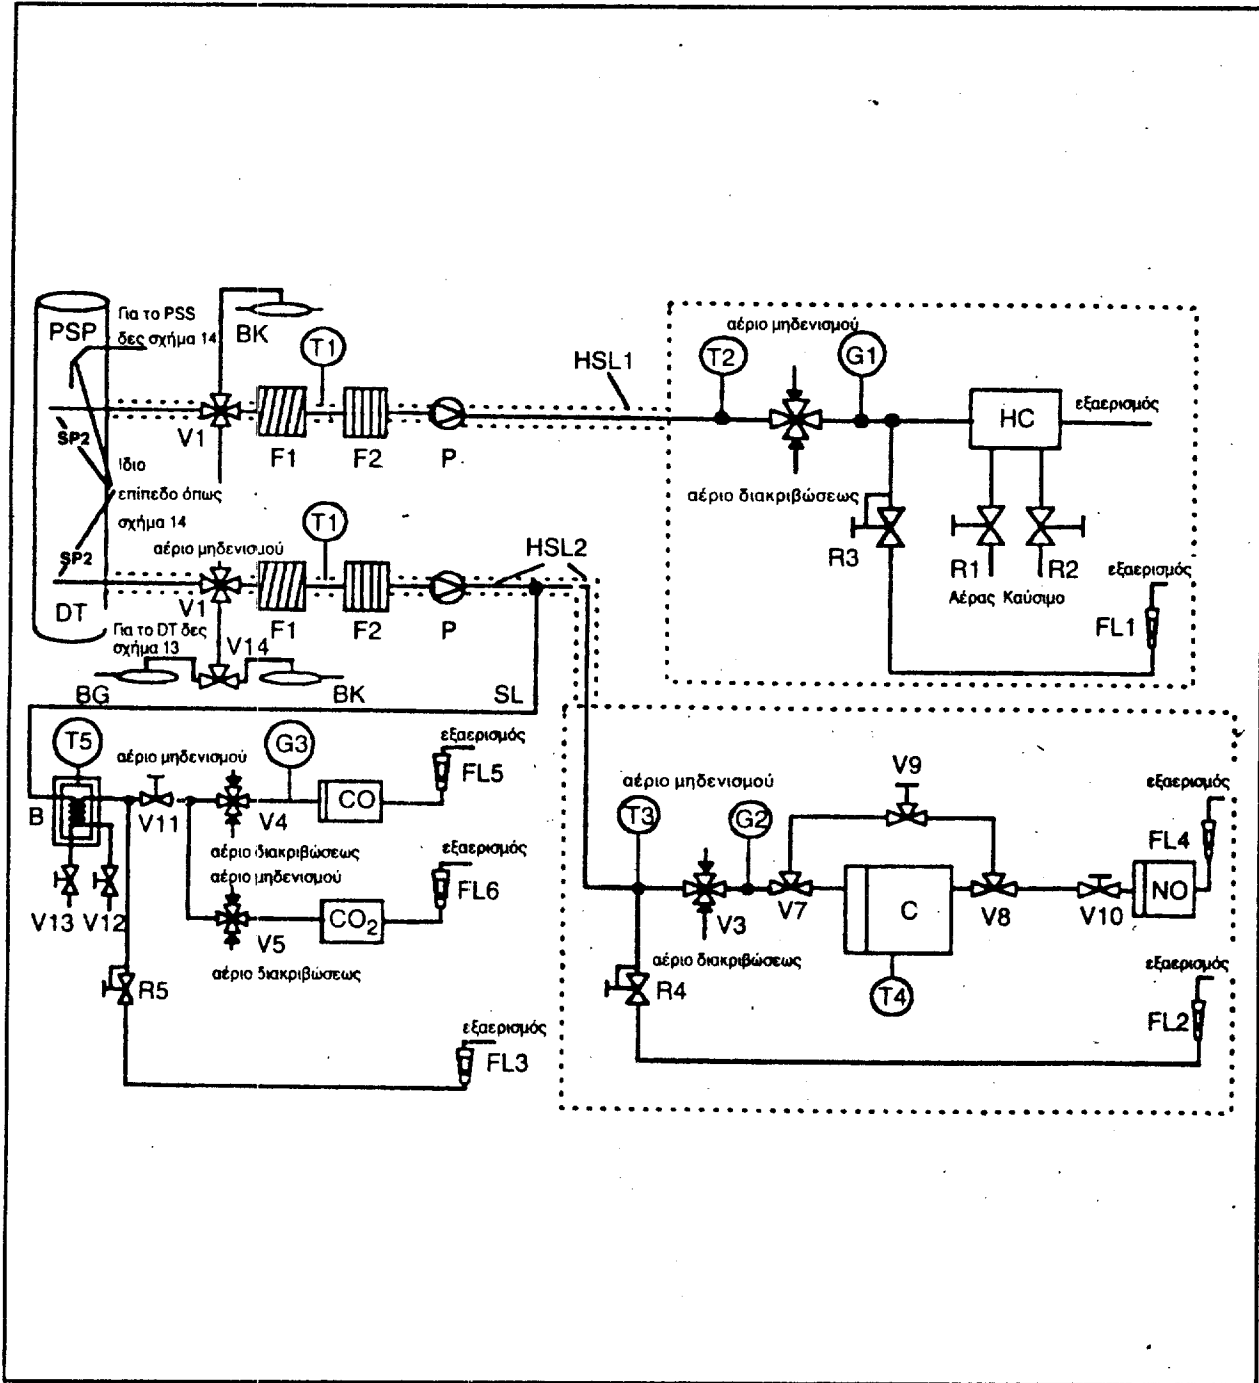 PSP
Για το PSS
δες σχήμα 14
BK
T1
SP2
V1
F1
F2
P
HSL1
Ίδιο
επίπεδο όπως
σχήμα 14
SP2
DT
αέριο μηδενισμού
T1
V1
F1
F2
P
HSL2
Για το DT δες
σχήμα 13
V14
BG
BK
SL
αέριο μηδενισμού
T2
G1
HC
εξαερισμός
αέριο διακριβώσεως
R3
R1
R2
Αέρας Καύσιμο
εξαερισμός
FL1
T5
αέριο μηδενισμού
G3
εξαερισμός
FL5
B
V11
V4
CO
αέριο διακριβώσεως
αέριο μηδενισμού
εξαερισμός
FL6
V13
V12
V5
CO2
αέριο διακριβώσεως
R5
εξαερισμός
FL3
αέριο μηδενισμού
V9
εξαερισμός
T3
G2
FL4
V3
V7
C
V8
V10
NO
αέριο διακριβώσεως
R4
T4
εξαερισμός
FL2